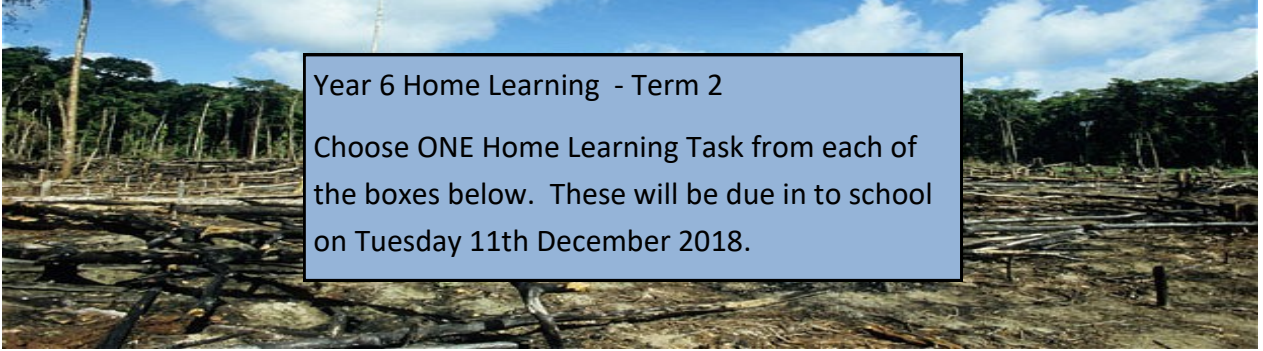 Year 6 Home Learning - Term 2
Choose ONE Home Learning Task from each of
the boxes below. These will be due in to school
on Tuesday 11th December 2018.